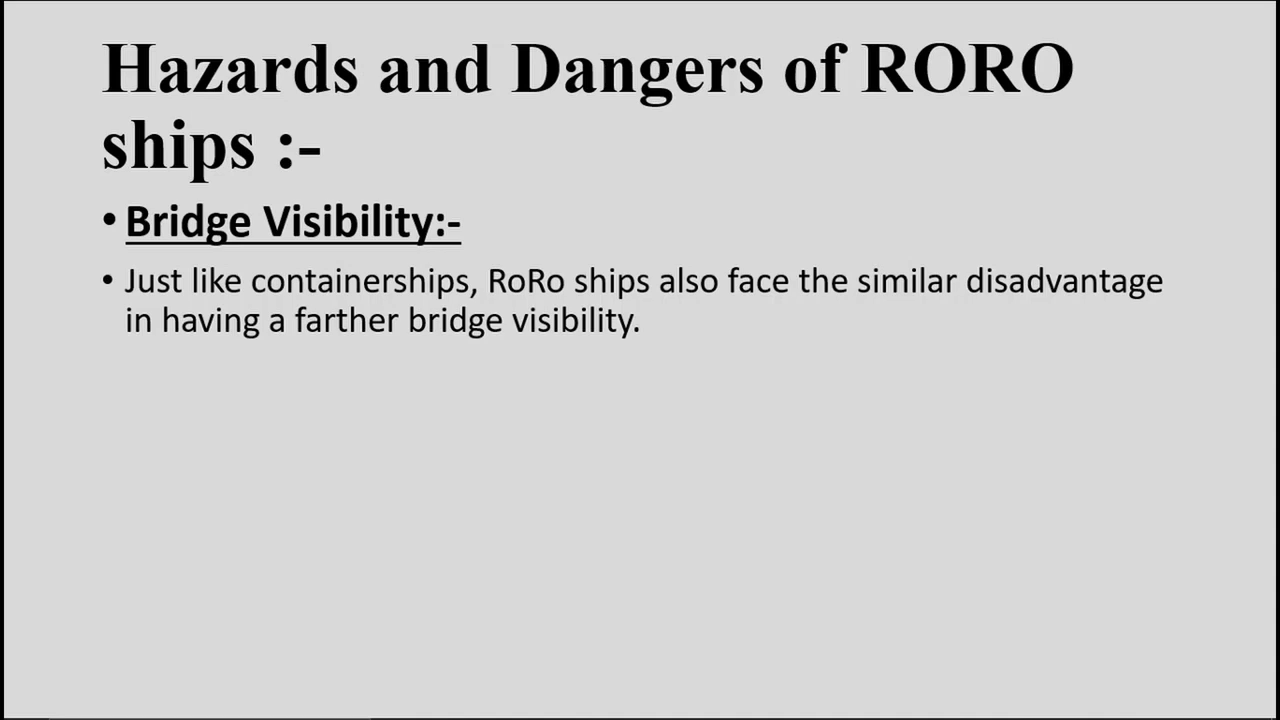 Hazards and Dangers of RORO
ships :-
• Bridge Visibility:-
• Just like containerships, RoRo ships also face the similar disadvantage
in having a farther bridge visibility.